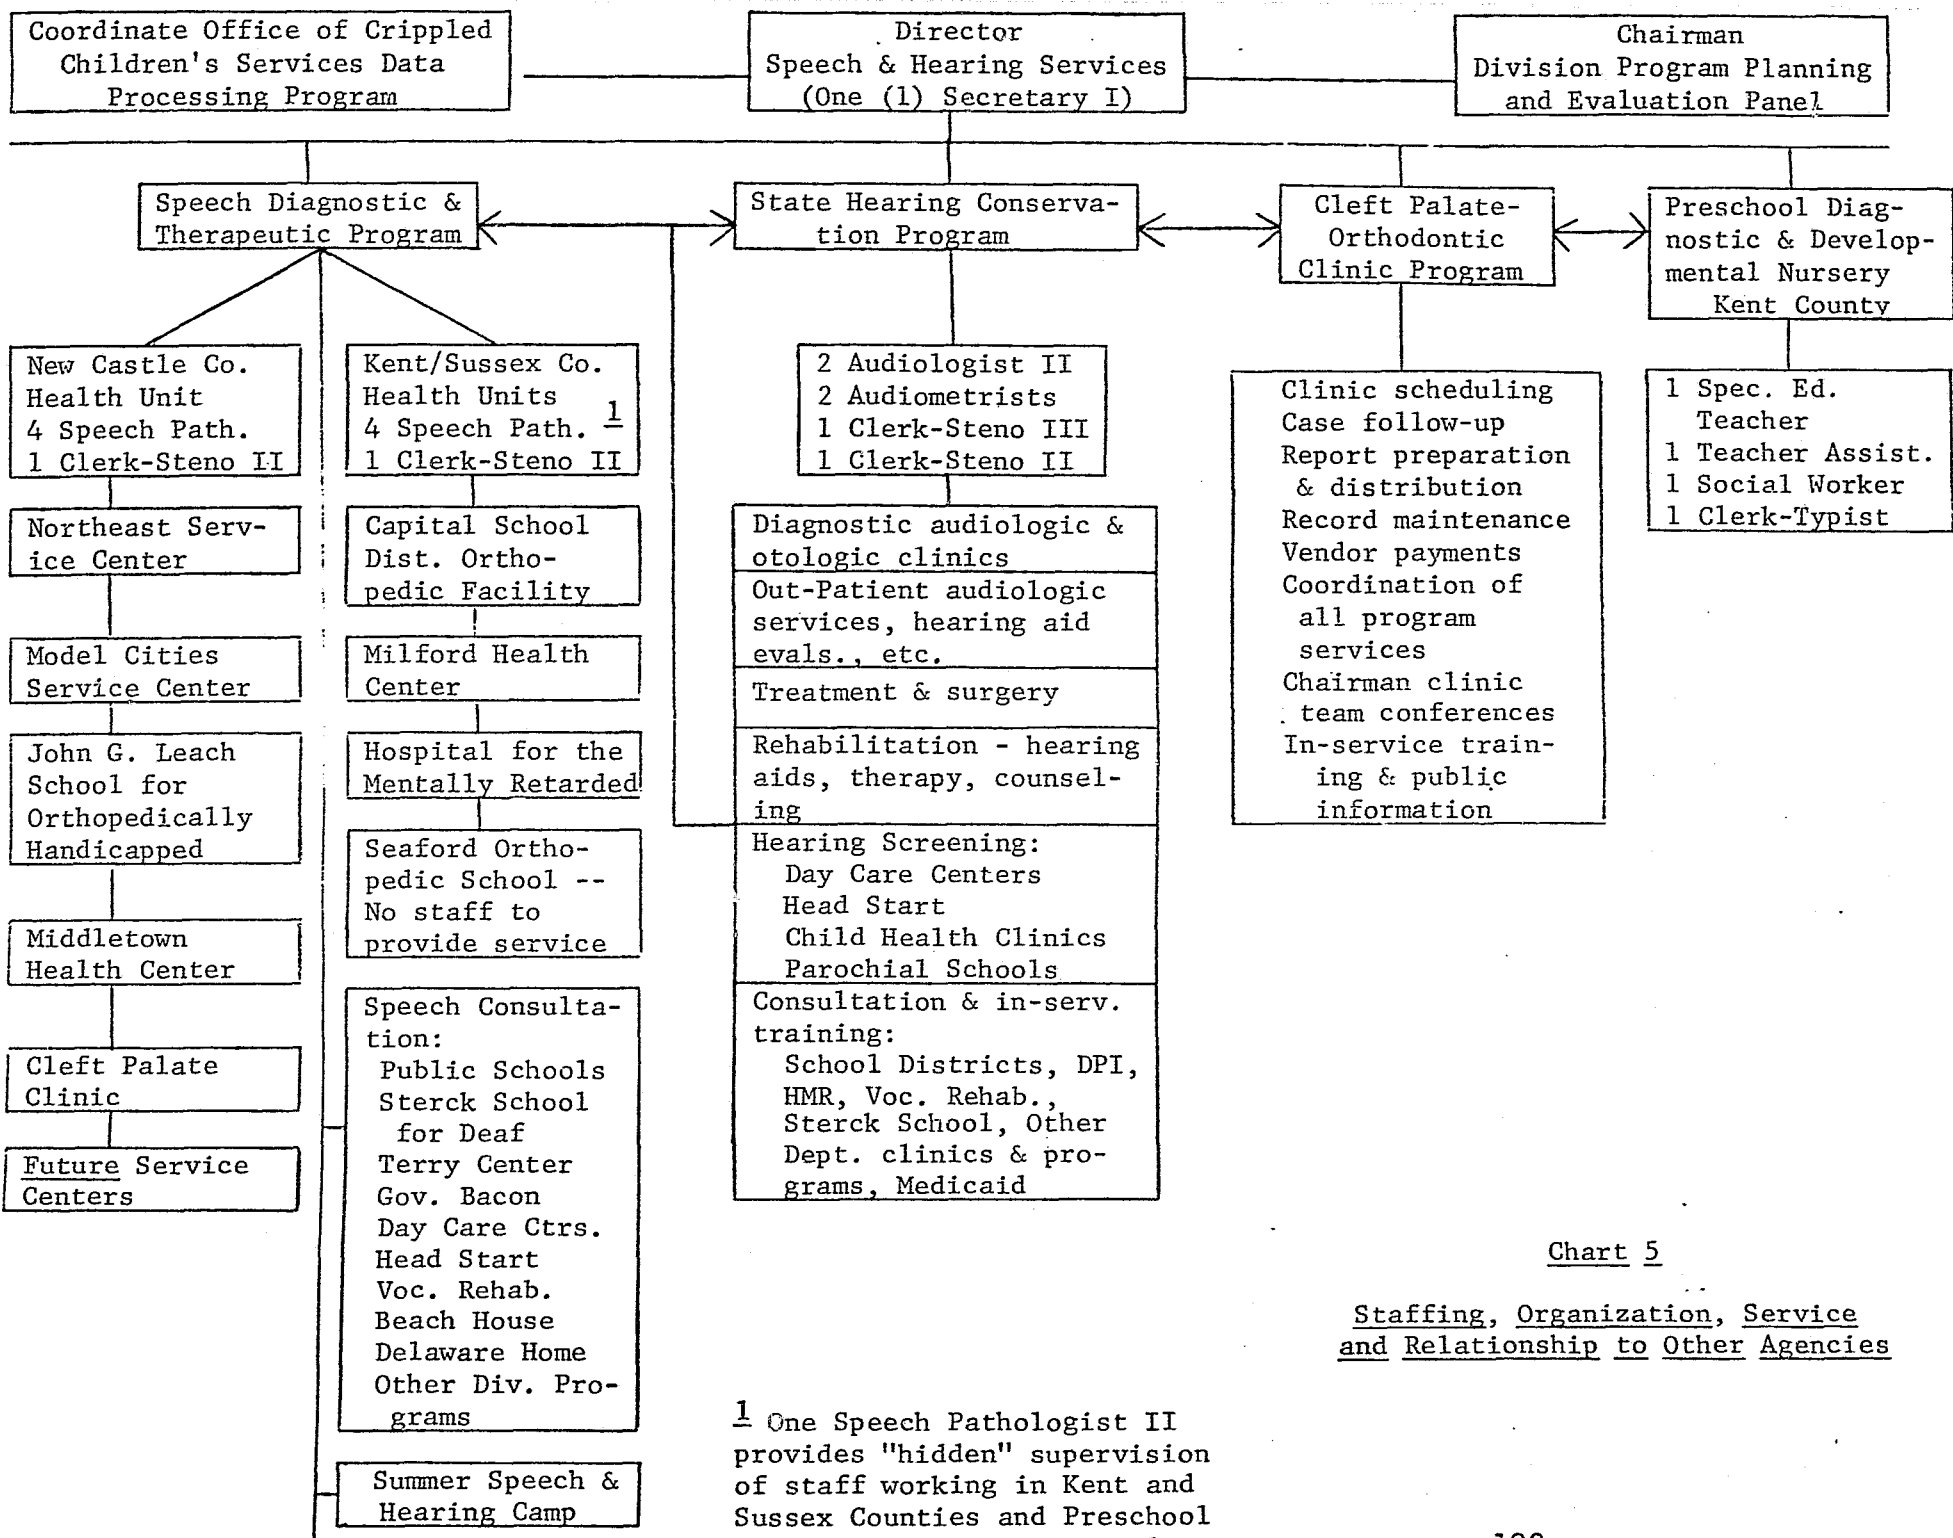 Coordinate Office of Crippled
Children's Services Data
Processing Program
Director
Speech & Hearing Services
(One (1) Secretary I)
Chairman
Division Program Planning
and Evaluation Panel
Speech Diagnostic &
Therapeutic Program
State Hearing Conserva-
tion Program
Cleft Palate-
Orthodontic
Clinic Program
Preschool Diag-
nostic & Develop-
mental Nursery
Kent County
New Castle Co.
Health Unit
4 Speech Path.
1 Clerk-Steno II
Northeast Serv-
ice Center
Model Cities
Service Center
John G. Leach
School for
Orthopedically
Handicapped
Middletown
Health Center
Cleft Palate
Clinic
Future Service
Centers
Kent/Sussex Co.
Health Units
4 Speech Path. 1
1 Clerk-Steno II
Capital School
Dist. Ortho-
pedic Facility
Milford Health
Center
Hospital for the
Mentally Retarded
Seaford Ortho-
pedic School --
No staff to
provide service
Speech Consulta-
tion:
Public Schools
Sterck School
for Deaf
Terry Center
Gov. Bacon
Day Care Ctrs.
Head Start
Voc. Rehab.
Beach House
Delaware Home
Other Div. Pro-
grams
Summer Speech &
Hearing Camp
2 Audiologist II
2 Audiometrists
1 Clerk-Steno III
1 Clerk-Steno II
Diagnostic audiologic &
otologic clinics
Out-Patient audiologic
services, hearing aid
evals., etc.
Treatment & surgery
Rehabilitation - hearing
aids, therapy, counsel-
ing
Hearing Screening:
Day Care Centers
Head Start
Child Health Clinics
Parochial Schools
Consultation & in-serv.
training:
School Districts, DPI,
HMR, Voc. Rehab.,
Sterck School, Other
Dept. clinics & pro-
grams, Medicaid
Clinic scheduling
Case follow-up
Report preparation
& distribution
Record maintenance
Vendor payments
Coordination of
all program
services
Chairman clinic
team conferences
In-service train-
ing & public
information
1 Spec. Ed.
Teacher
1 Teacher Assist.
1 Social Worker
1 Clerk-Typist
Chart 5
Staffing, Organization, Service
and Relationship to Other Agencies
1 One Speech Pathologist II
provides "hidden" supervision
of staff working in Kent and
Sussex Counties and Preschool